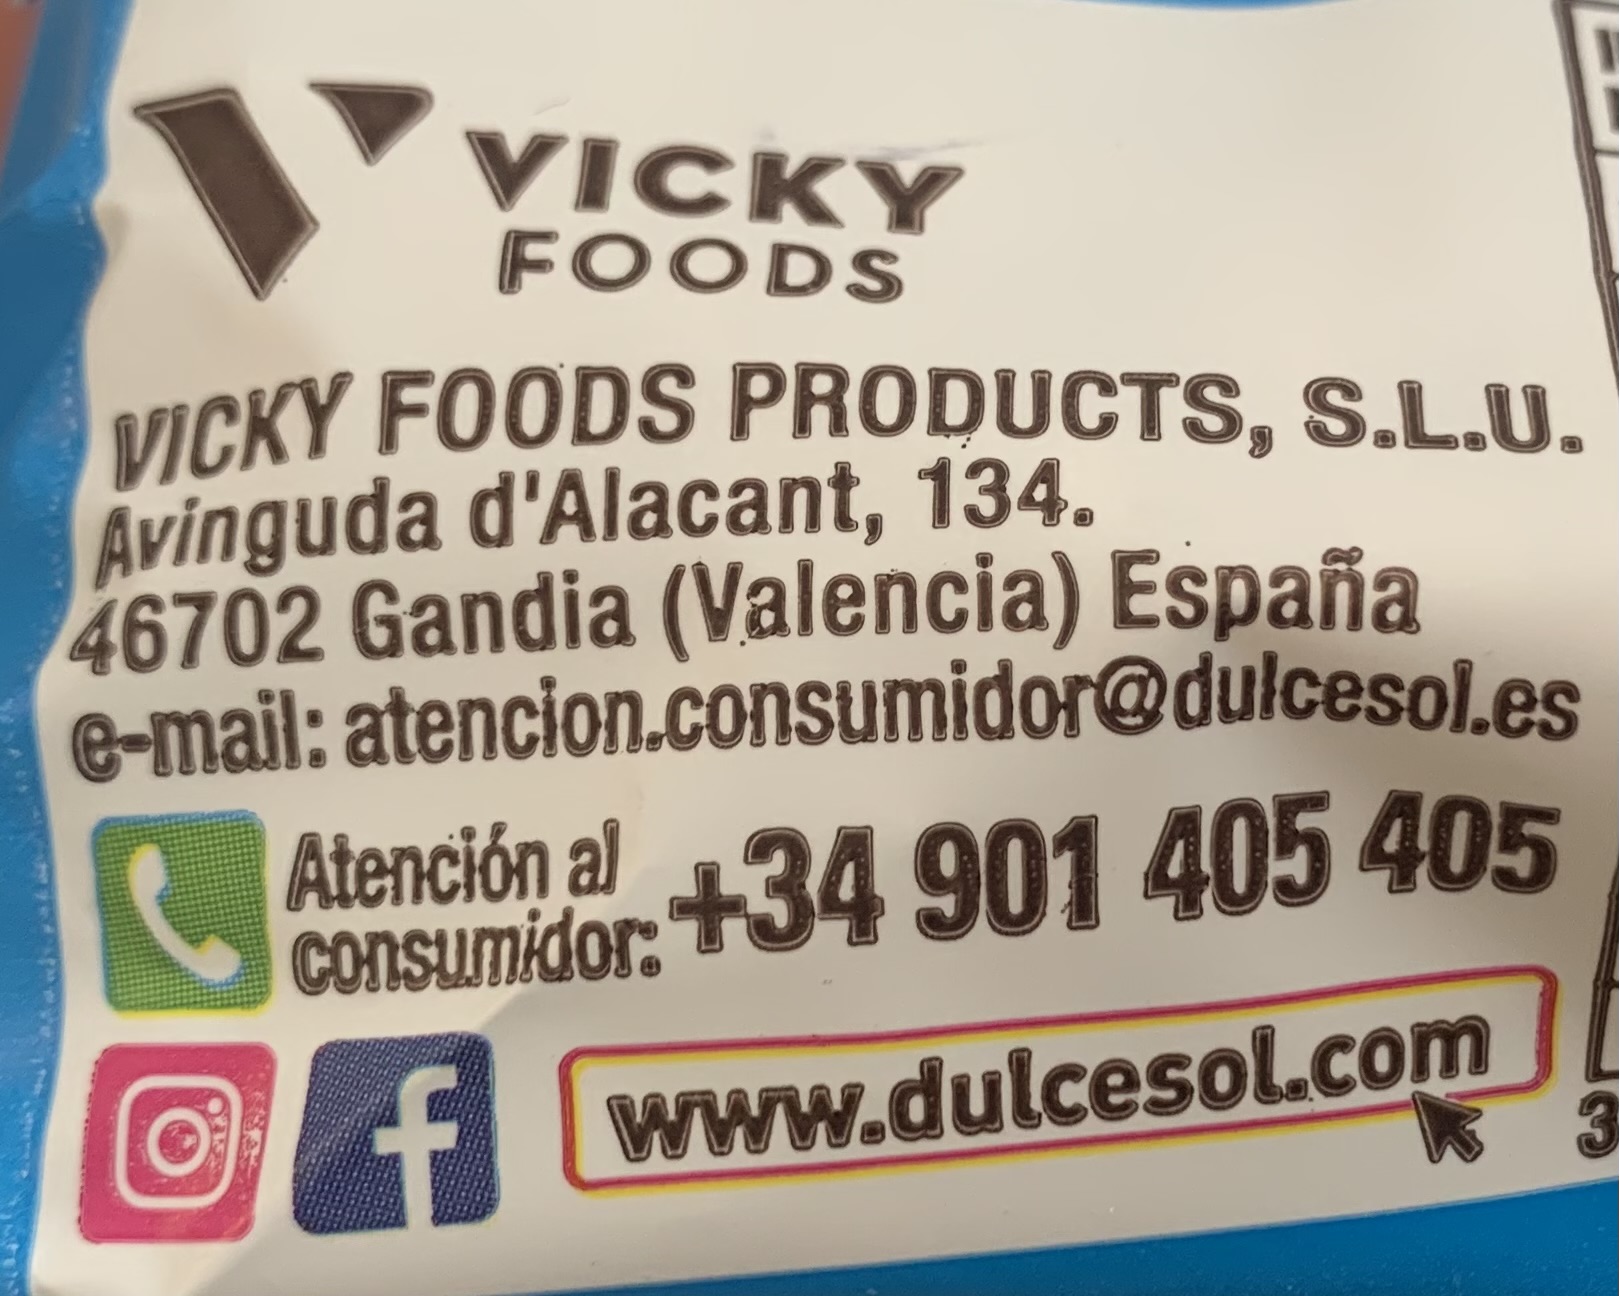 VICKY
FOODS
VICKY FOODS PRODUCTS, S.L.U.
Avinguda d'Alacant, 134.
46702 Gandia (Valencia) España
e-mail: atencion.consumidor@dulcesol.es
Atención al
consumidor: +34 901 405 405
www.dulcesol.com
3